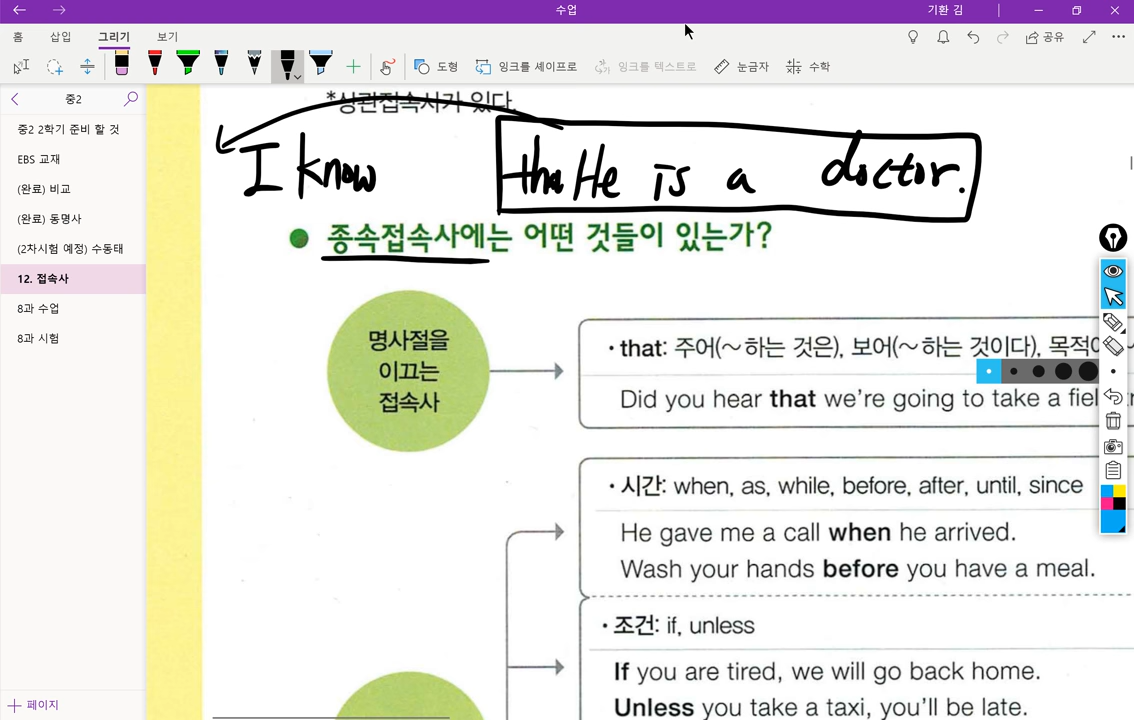 수업
기환 김
홈 삽입 그리기 보기
도형 잉크를 셰이프로 잉크를 텍스트로 눈금자 수학
공유
중2
중2 2학기 준비 할 것
EBS 교재
(완료) 비교
(완료) 동명사
(2차시험 예정) 수동태
12. 접속사
8과 수업
8과 시험
페이지
*상관접속사가 있다.
I know that He is a doctor.
종속접속사에는 어떤 것들이 있는가?
명사절을
이끄는
접속사
• that: 주어(~하는 것은), 보어(~하는 것이다),
Did you hear that we're going to take a
• 시간: when, as, while, before, after, until, since
He gave me a call when he arrived.
Wash your hands before you have a meal.
• 조건: if, unless
If you are tired, we will go back home.
Unless you take a taxi, you'll be late.